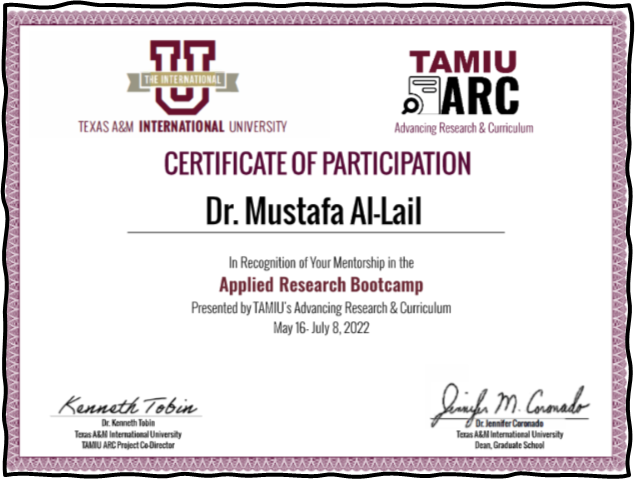 THE INTERNATIONAL
TEXAS A&M INTERNATIONAL UNIVERSITY
TAMIU
ARC
Advancing Research & Curriculum
CERTIFICATE OF PARTICIPATION
Dr. Mustafa Al-Lail
In Recognition of Your Mentorship in the
Applied Research Bootcamp
Presented by TAMIU's Advancing Research & Curriculum
May 16- July 8, 2022
Kenneth Tobin
Dr. Kenneth Tobin
Texas A&M International University
TAMIU ARC Project Co-Director
Jennifer M. Coronado
Dr. Jennifer Coronado
Texas A&M International University
Dean, Graduate School